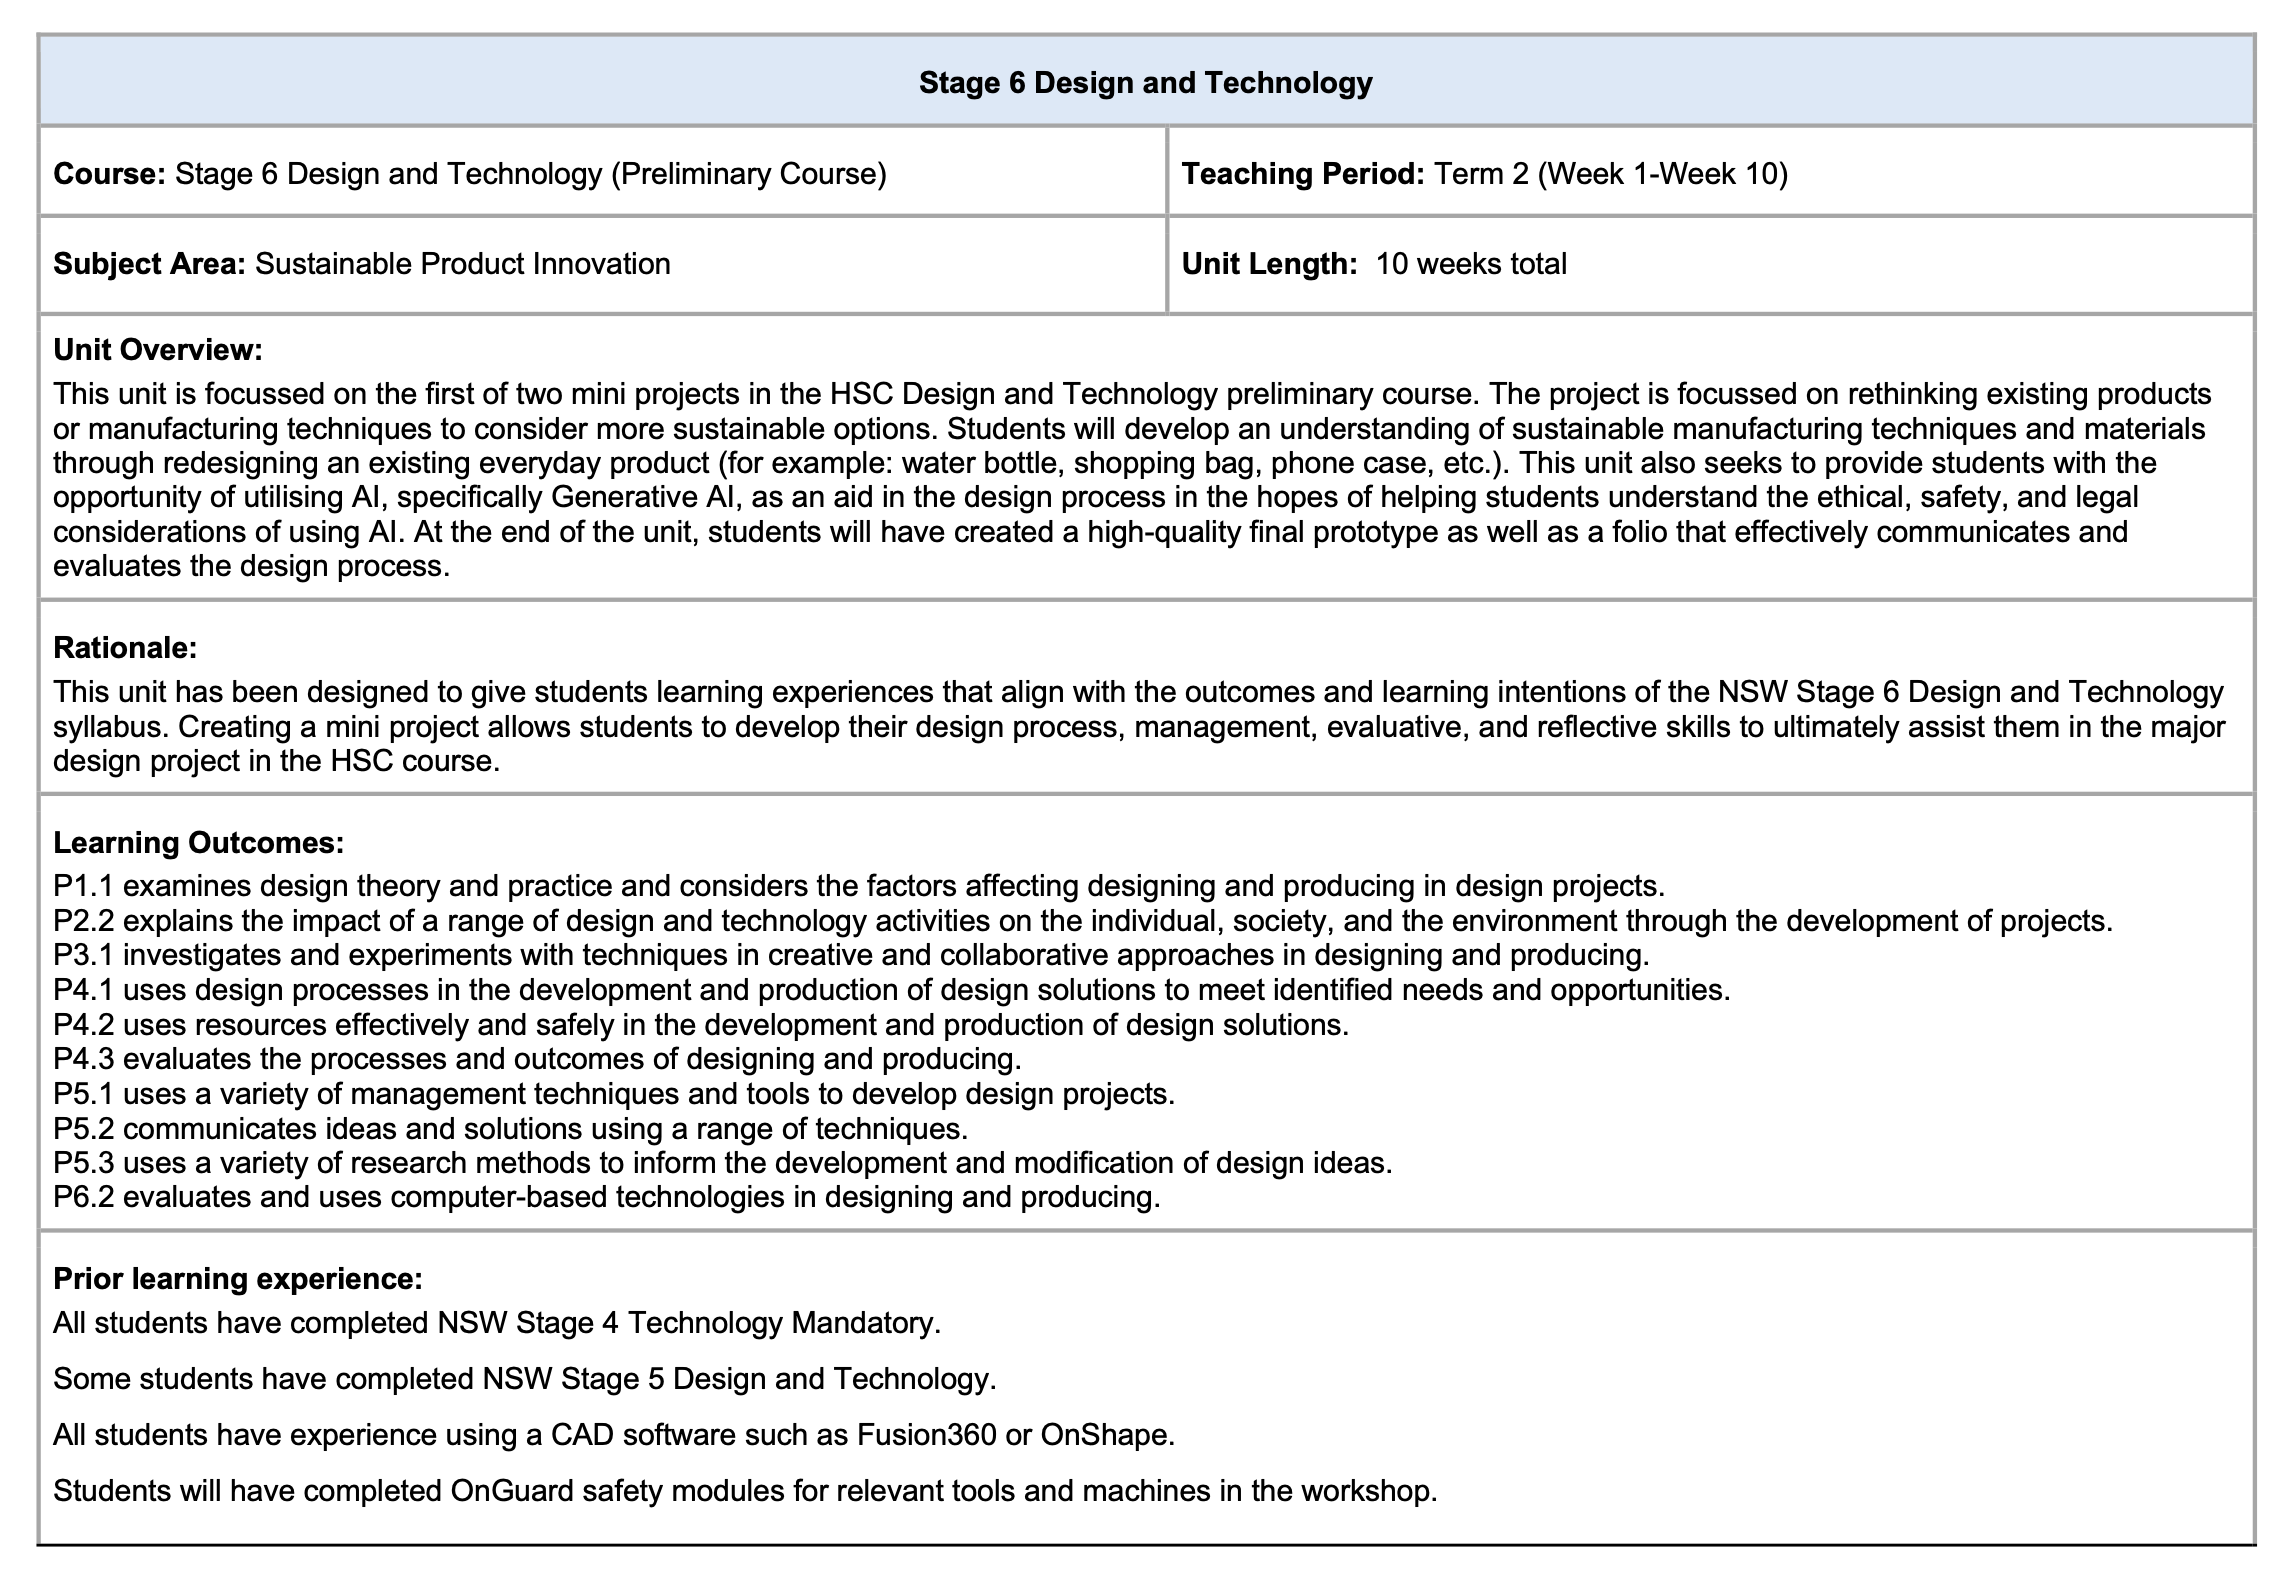 Stage 6 Design and Technology
Course: Stage 6 Design and Technology (Preliminary Course)
Teaching Period: Term 2 (Week 1-Week 10)
Subject Area: Sustainable Product Innovation
Unit Length:  10 weeks total
Unit Overview:
This unit is focussed on the first of two mini projects in the HSC Design and Technology preliminary course. The project is focussed on rethinking existing products
or manufacturing techniques to consider more sustainable options. Students will develop an understanding of sustainable manufacturing techniques and materials
through redesigning an existing everyday product (for example: water bottle, shopping bag, phone case, etc.). This unit also seeks to provide students with the
opportunity of utilising AI, specifically Generative AI, as an aid in the design process in the hopes of helping students understand the ethical, safety, and legal
considerations of using AI. At the end of the unit, students will have created a high-quality final prototype as well as a folio that effectively communicates and
evaluates the design process.
Rationale:
This unit has been designed to give students learning experiences that align with the outcomes and learning intentions of the NSW Stage 6 Design and Technology
syllabus. Creating a mini project allows students to develop their design process, management, evaluative, and reflective skills to ultimately assist them in the major
design project in the HSC course.
Learning Outcomes:
P1.1 examines design theory and practice and considers the factors affecting designing and producing in design projects.
P2.2 explains the impact of a range of design and technology activities on the individual, society, and the environment through the development of projects.
P3.1 investigates and experiments with techniques in creative and collaborative approaches in designing and producing.
P4.1 uses design processes in the development and production of design solutions to meet identified needs and opportunities.
P4.2 uses resources effectively and safely in the development and production of design solutions.
P4.3 evaluates the processes and outcomes of designing and producing.
P5.1 uses a variety of management techniques and tools to develop design projects.
P5.2 communicates ideas and solutions using a range of techniques.
P5.3 uses a variety of research methods to inform the development and modification of design ideas.
P6.2 evaluates and uses computer-based technologies in designing and producing.
Prior learning experience:
All students have completed NSW Stage 4 Technology Mandatory.
Some students have completed NSW Stage 5 Design and Technology.
All students have experience using a CAD software such as Fusion360 or OnShape.
Students will have completed OnGuard safety modules for relevant tools and machines in the workshop.